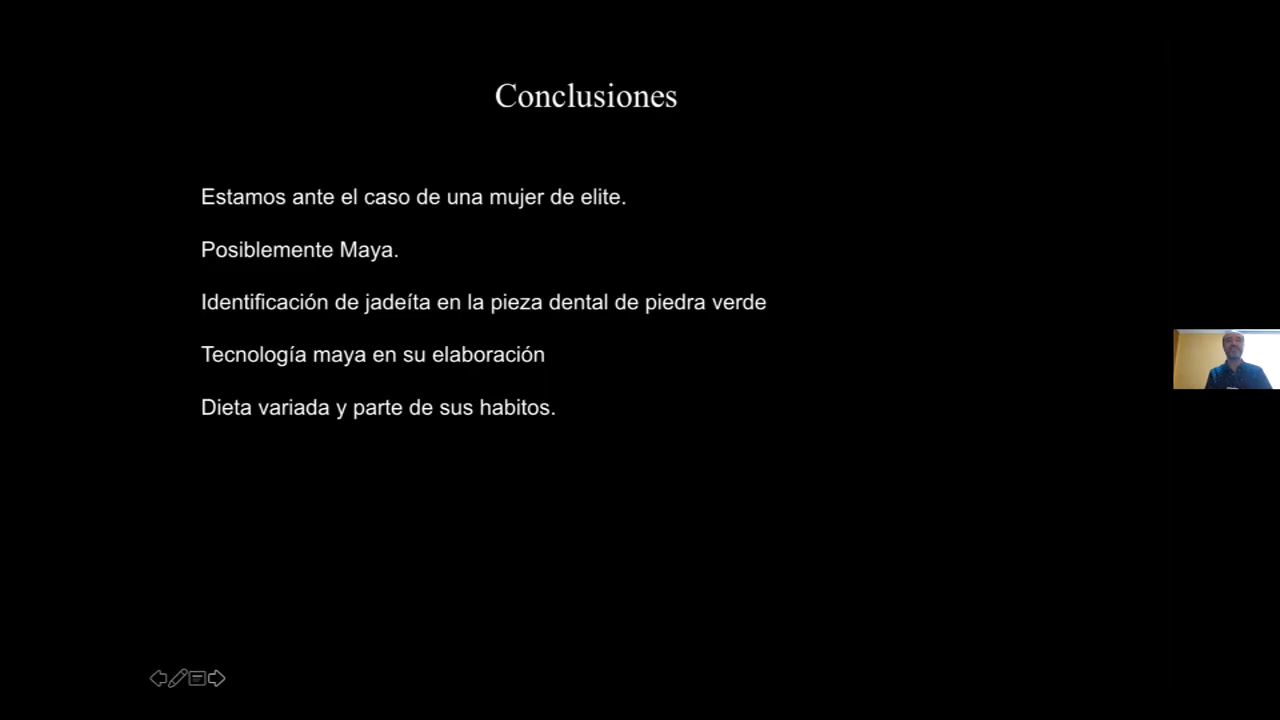 Conclusiones
Estamos ante el caso de una mujer de elite.
Posiblemente Maya.
Identificación de jadeíta en la pieza dental de piedra verde
Tecnología maya en su elaboración
Dieta variada y parte de sus habitos.